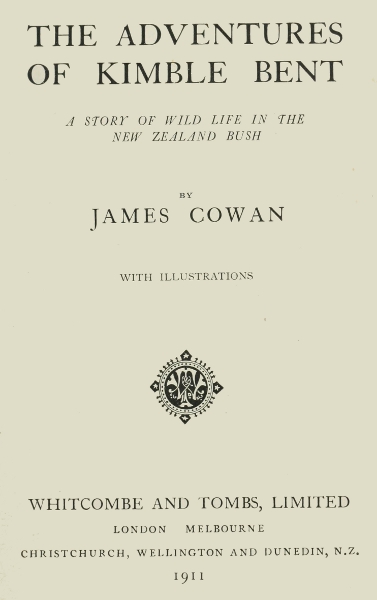 THE ADVENTURES
OF KIMBLE BENT
A STORY OF WILD LIFE IN THE
NEW ZEALAND BUSH
BY
JAMES COWAN
WITH ILLUSTRATIONS
WHITCOMBE AND TOMBS, LIMITED
LONDON MELBOURNE
CHRISTCHURCH, WELLINGTON AND DUNEDIN, N.Z.
1911